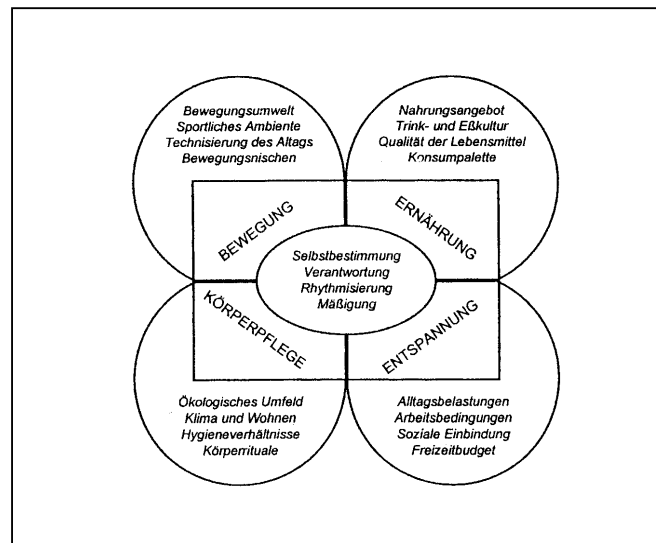 Bewegungsumwelt
Sportliches Ambiente
Technisierung des Altags
Bewegungsnischen
Nahrungsangebot
Trink- und Eßkultur
Qualität der Lebensmittel
Konsumpalette
BEWEGUNG
ERNÄHRUNG
Selbstbestimmung
Verantwortung
Rhythmisierung
Mäßigung
KÖRPERPFLEGE
ENTSPANNUNG
Ökologisches Umfeld
Klima und Wohnen
Hygieneverhältnisse
Körperrituale
Alltagsbelastungen
Arbeitsbedingungen
Soziale Einbindung
Freizeitbudget